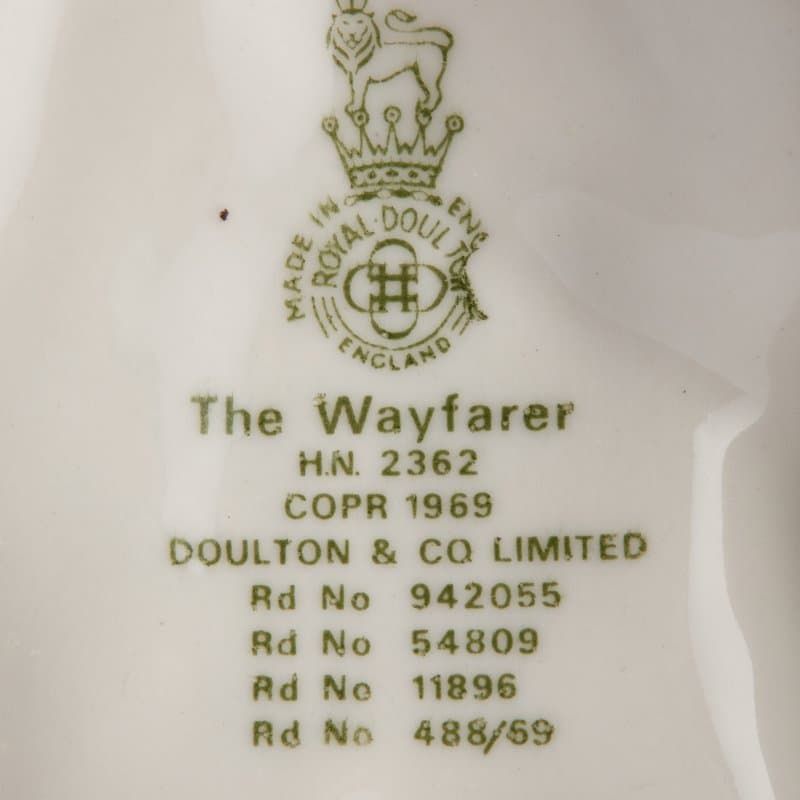 MADE IN ENG
ROYAL·DOULTON
ENGLAND
The Wayfarer
H.N. 2362
COPR 1969
DOULTON & CO LIMITED
Rd No 942055
Rd No 54809
Rd No 11896
Rd No 488/69